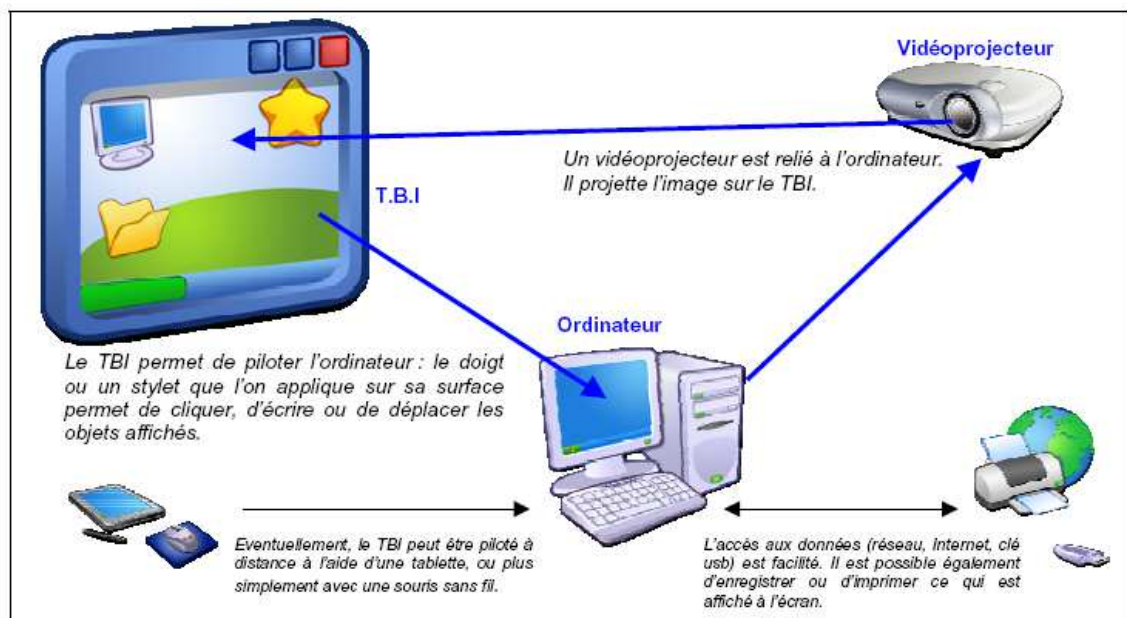 Vidéoprojecteur
Un vidéoprojecteur est relié à l'ordinateur.
Il projette l'image sur le TBI.
T.B.I
Ordinateur
Le TBI permet de piloter l'ordinateur : le doigt
ou un stylet que l'on applique sur sa surface
permet de cliquer, d'écrire ou de déplacer les
objets affichés.
Eventuellement, le TBI peut être piloté à
distance à l'aide d'une tablette, ou plus
simplement avec une souris sans fil.
L'accès aux données (réseau, Internet, clé
usb) est facilité. Il est possible également
d'enregistrer ou d'imprimer ce qui est
affiché à l'écran.